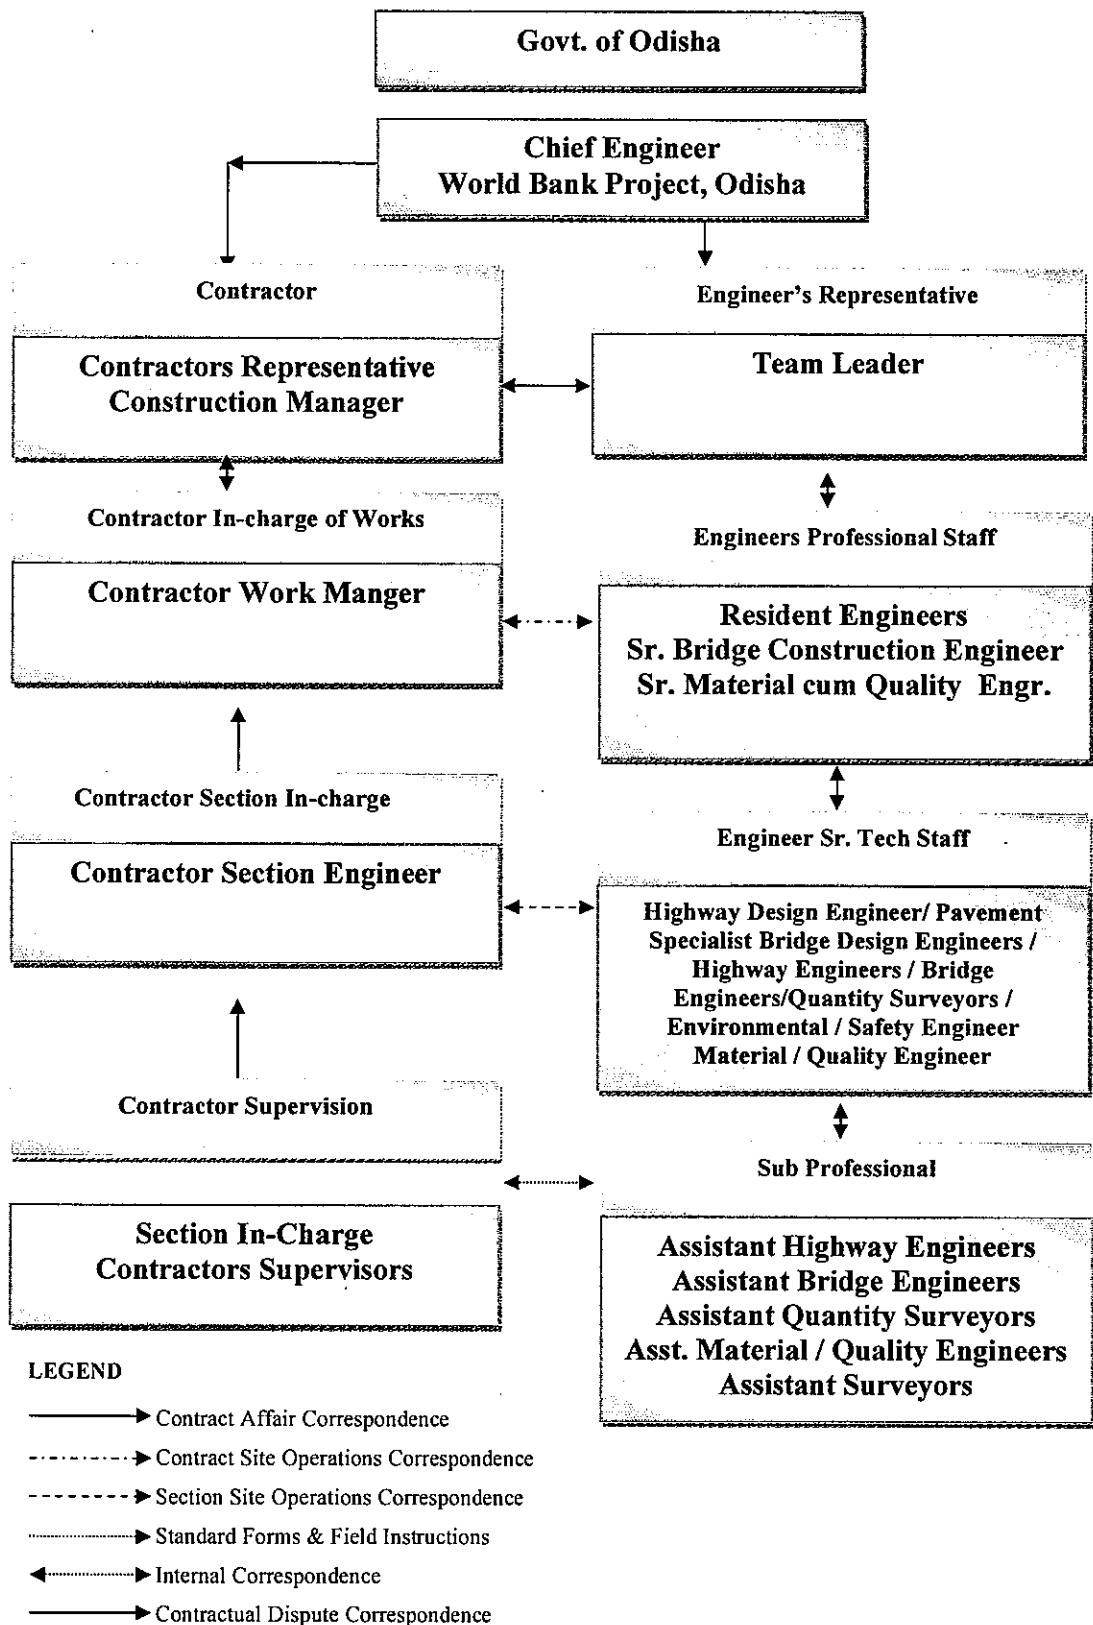 Govt. of Odisha
Chief Engineer
World Bank Project, Odisha
Contractor
Contractors Representative
Construction Manager
Engineer's Representative
Team Leader
Contractor In-charge of Works
Contractor Work Manger
Engineers Professional Staff
Resident Engineers
Sr. Bridge Construction Engineer
Sr. Material cum Quality Engr.
Contractor Section In-charge
Contractor Section Engineer
Engineer Sr. Tech Staff
Highway Design Engineer/ Pavement
Specialist Bridge Design Engineers /
Highway Engineers / Bridge
Engineers/Quantity Surveyors /
Environmental / Safety Engineer
Material / Quality Engineer
Contractor Supervision
Section In-Charge
Contractors Supervisors
Sub Professional
Assistant Highway Engineers
Assistant Bridge Engineers
Assistant Quantity Surveyors
Asst. Material / Quality Engineers
Assistant Surveyors
LEGEND
Contract Affair Correspondence
Contract Site Operations Correspondence
Section Site Operations Correspondence
Standard Forms & Field Instructions
Internal Correspondence
Contractual Dispute Correspondence